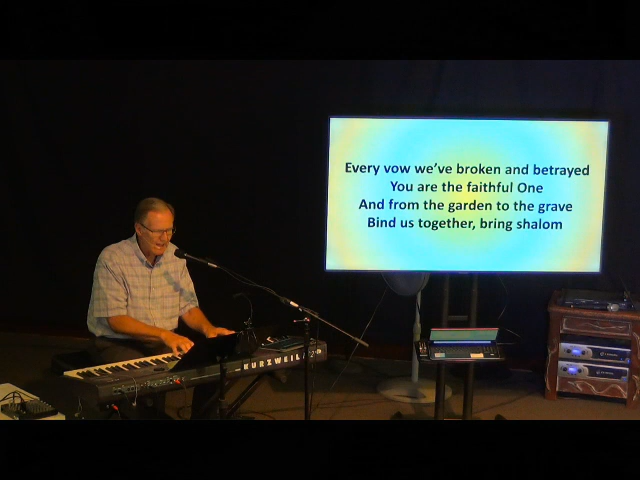 Every vow we've broken and betrayed
You are the faithful One
And from the garden to the grave
Bind us together, bring shalom
KURZWEIL